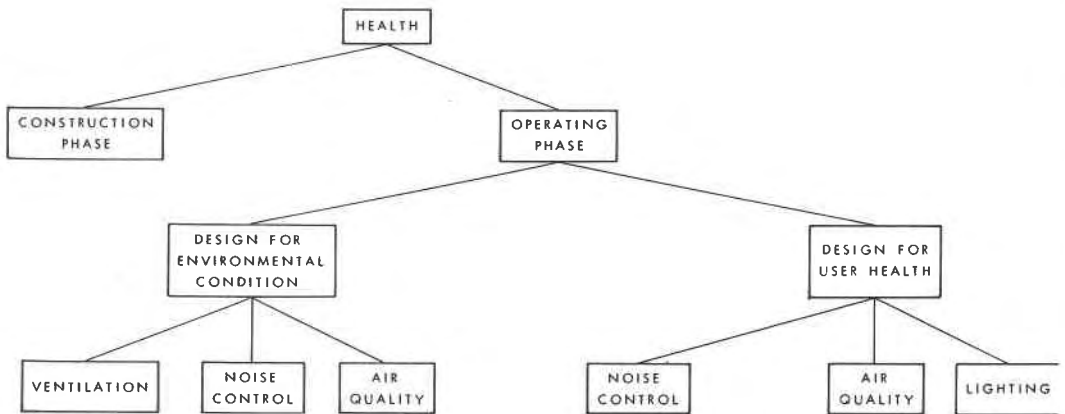 HEALTH
CONSTRUCTION
PHASE
OPERATING
PHASE
DESIGN FOR
ENVIRONMENTAL
CONDITION
DESIGN FOR
USER HEALTH
VENTILATION
NOISE
CONTROL
AIR
QUALITY
NOISE
CONTROL
AIR
QUALITY
LIGHTING